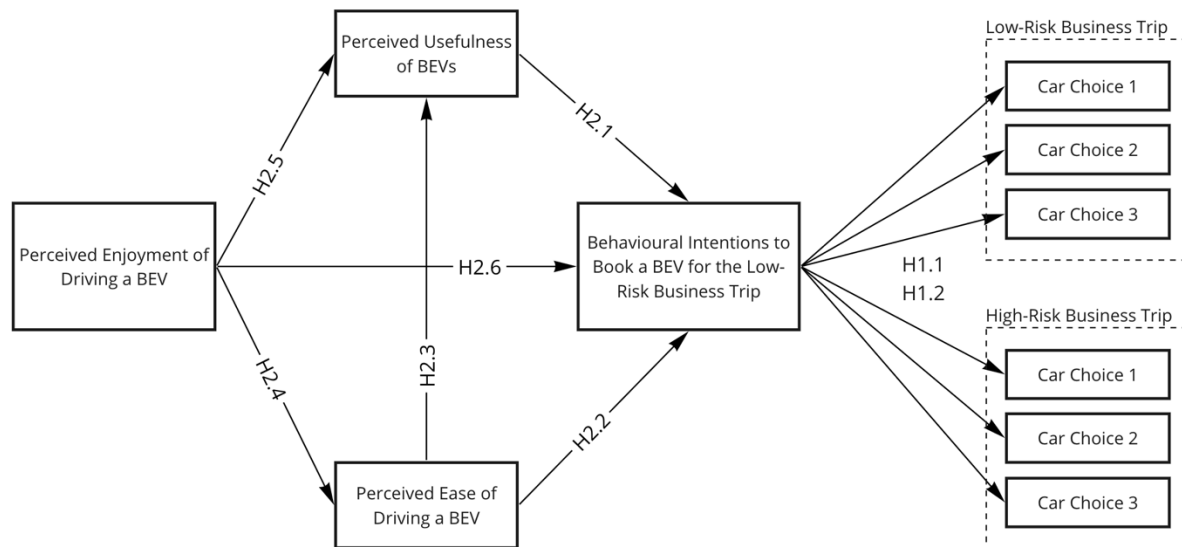 Perceived Usefulness
of BEVs
H2.1
H2.5
Perceived Enjoyment of
Driving a BEV
H2.6
H2.3
H2.4
H2.2
Perceived Ease of
Driving a BEV
Behavioural Intentions to
Book a BEV for the Low-
Risk Business Trip
H1.1
H1.2
Low-Risk Business Trip
Car Choice 1
Car Choice 2
Car Choice 3
High-Risk Business Trip
Car Choice 1
Car Choice 2
Car Choice 3